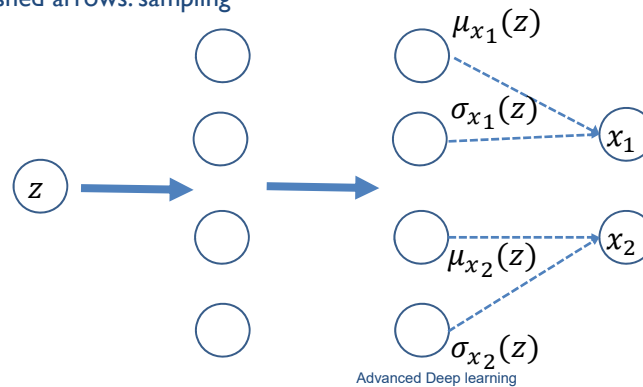 shed arrows: sampling
μ_{x_1}(z)
σ_{x_1}(z)
x_1
z
x_2
μ_{x_2}(z)
σ_{x_2}(z)
Advanced Deep learning